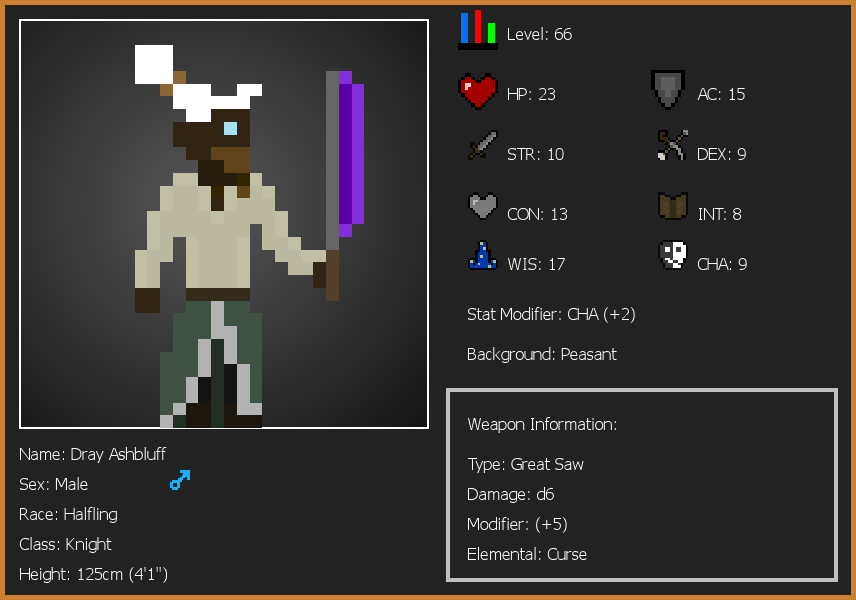 Level: 66
HP: 23
AC: 15
STR: 10
DEX: 9
CON: 13
INT: 8
WIS: 17
CHA: 9
Stat Modifier: CHA (+2)
Background: Peasant
Weapon Information:
Type: Great Saw
Damage: d6
Modifier: (+5)
Elemental: Curse
Name: Dray Ashbluff
Sex: Male
Race: Halfling
Class: Knight
Height: 125cm (4'1")